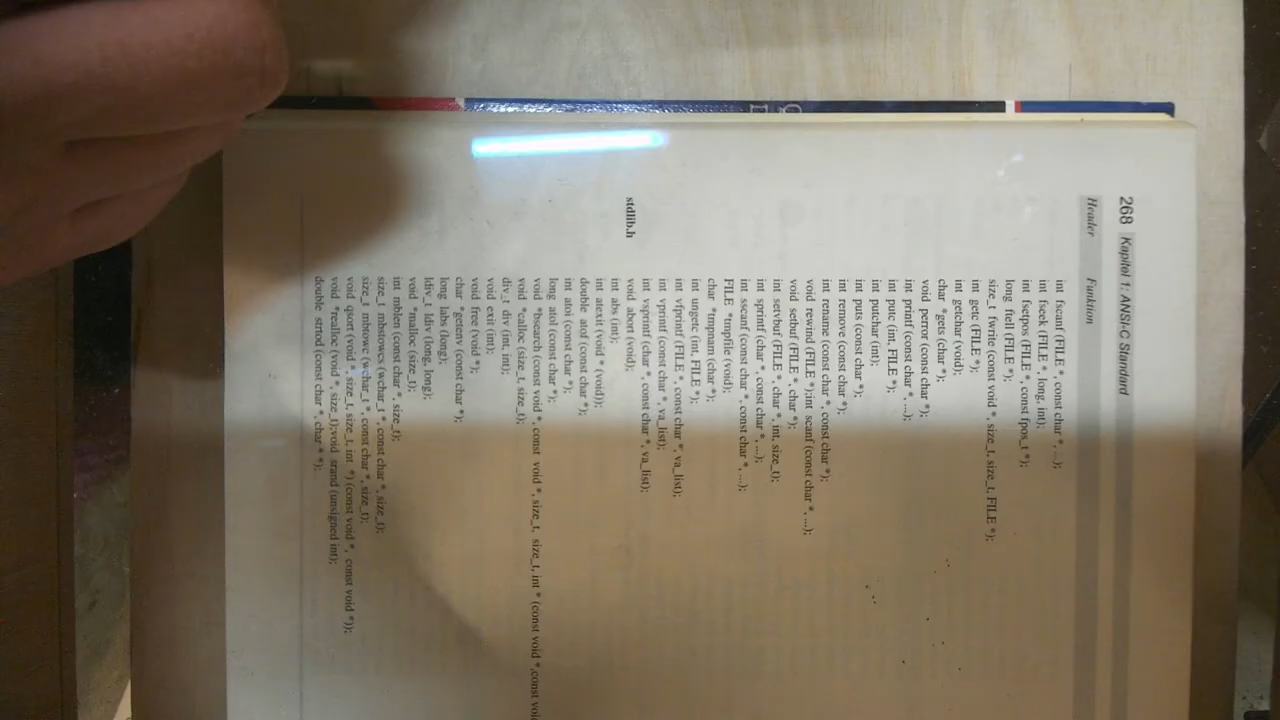 268 Kapitel 1: ANSI-C Standard
Header Funktion
int fscanf (FILE *, const char *, ...);
int fseek (FILE *, long, int);
int fsetpos (FILE *, const fpos_t *);
long ftell (FILE *);
size_t fwrite (const void *, size_t, size_t, FILE *);
int getc (FILE *);
int getchar (void);
char *gets (char *);
void perror (const char *);
int printf (const char *, ...);
int putc (int, FILE *);
int putchar (int);
int puts (const char *);
int remove (const char *);
int rename (const char *, const char *);
void rewind (FILE *);int scanf (const char *, ...);
void setbuf (FILE *, char *);
int setvbuf (FILE *, char *, int, size_t);
int sprintf (char *, const char *, ...);
int sscanf (const char *, const char *, ...);
FILE *tmpfile (void);
char *tmpnam (char *);
int ungetc (int, FILE *);
int vfprintf (FILE *, const char *, va_list);
int vprintf (const char *, va_list);
int vsprintf (char *, const char *, va_list);
stdlib.h void abort (void);
int abs (int);
int atexit (void * (void));
double atof (const char *);
int atoi (const char *);
long atol (const char *);
void *bsearch (const void *, const void *, size_t, size_t, int * (const void *,const
void *calloc (size_t, size_t);
div_t div (int, int);
void exit (int);
void free (void *);
char *getenv (const char *);
long labs (long);
ldiv_t ldiv (long, long);
void *malloc (size_t);
int mblen (const char *, size_t);
size_t mbstowcs (wchar_t *, const char *, size_t);
size_t mbtowc (wchar_t *, const char *, size_t);
void qsort (void *, size_t, size_t, int *) (const void *, const void *));
void *realloc (void *, size_t);void srand (unsigned int);
double strtod (const char *, char * *);